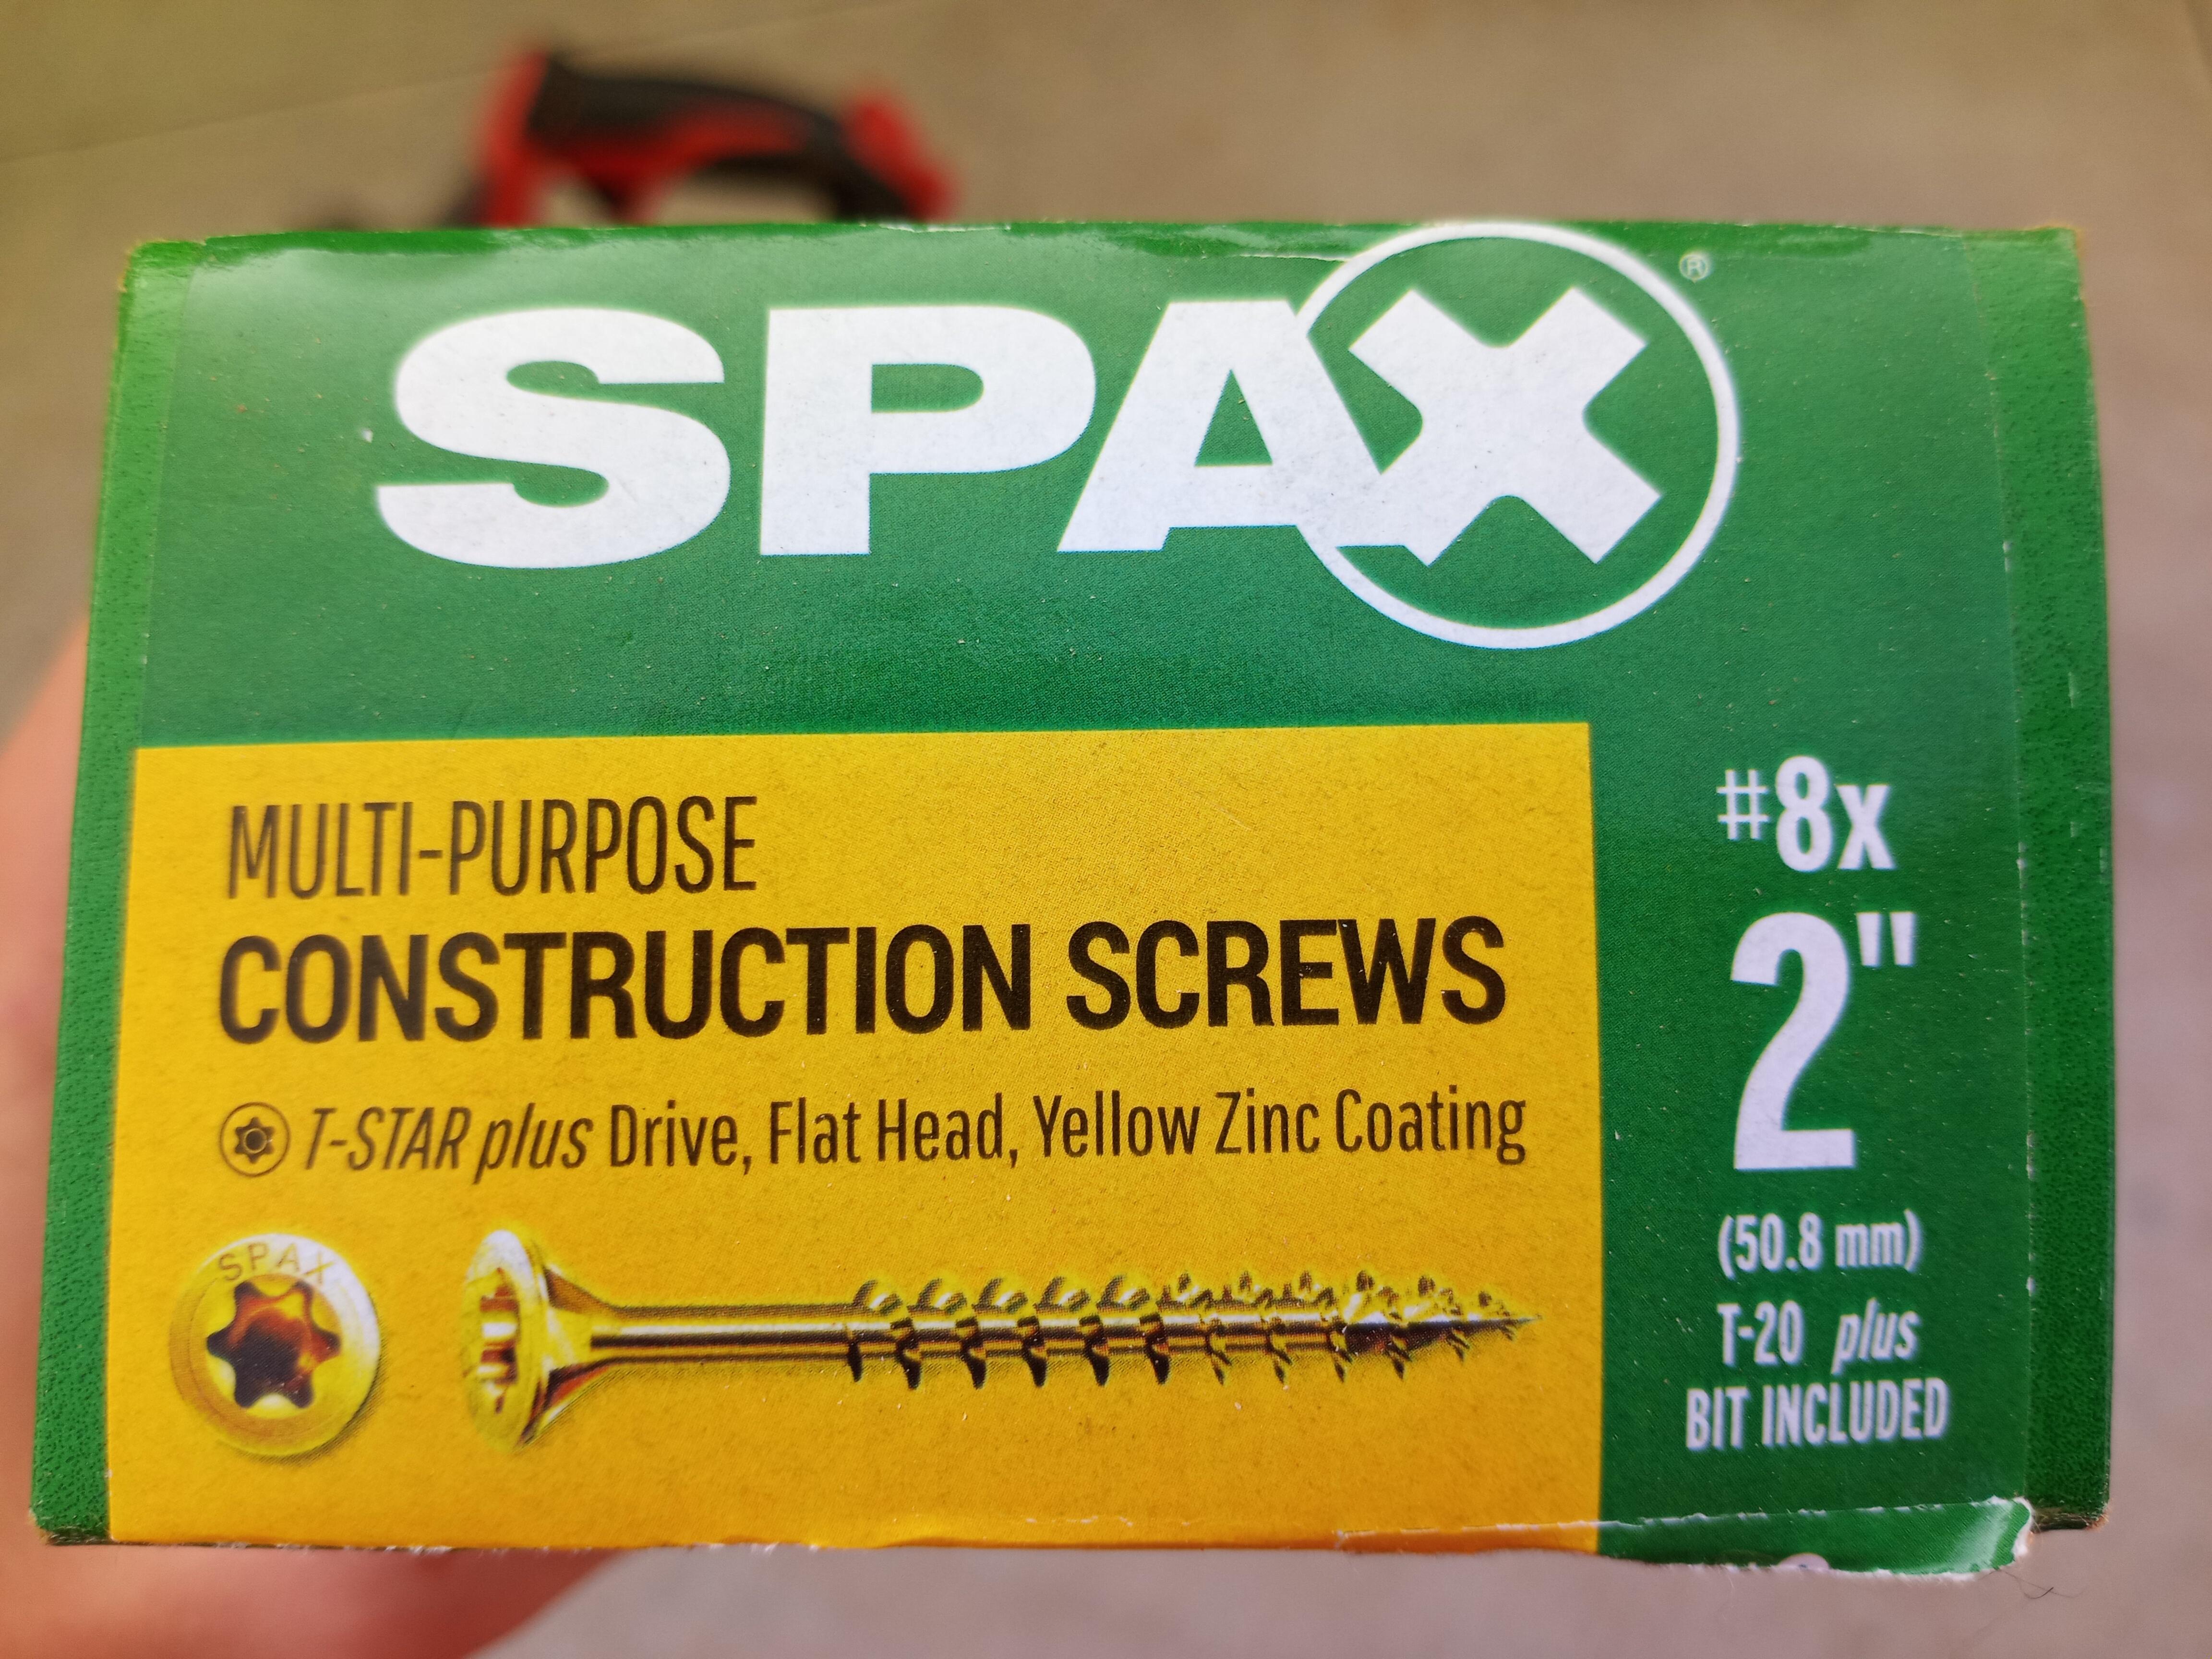 SPAX®
MULTI-PURPOSE
CONSTRUCTION SCREWS
T-STAR plus Drive, Flat Head, Yellow Zinc Coating
SPAX
#8x
2"
(50.8 mm)
T-20 plus
BIT INCLUDED